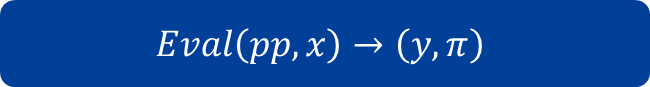 Eval(pp, x) → (y, π)